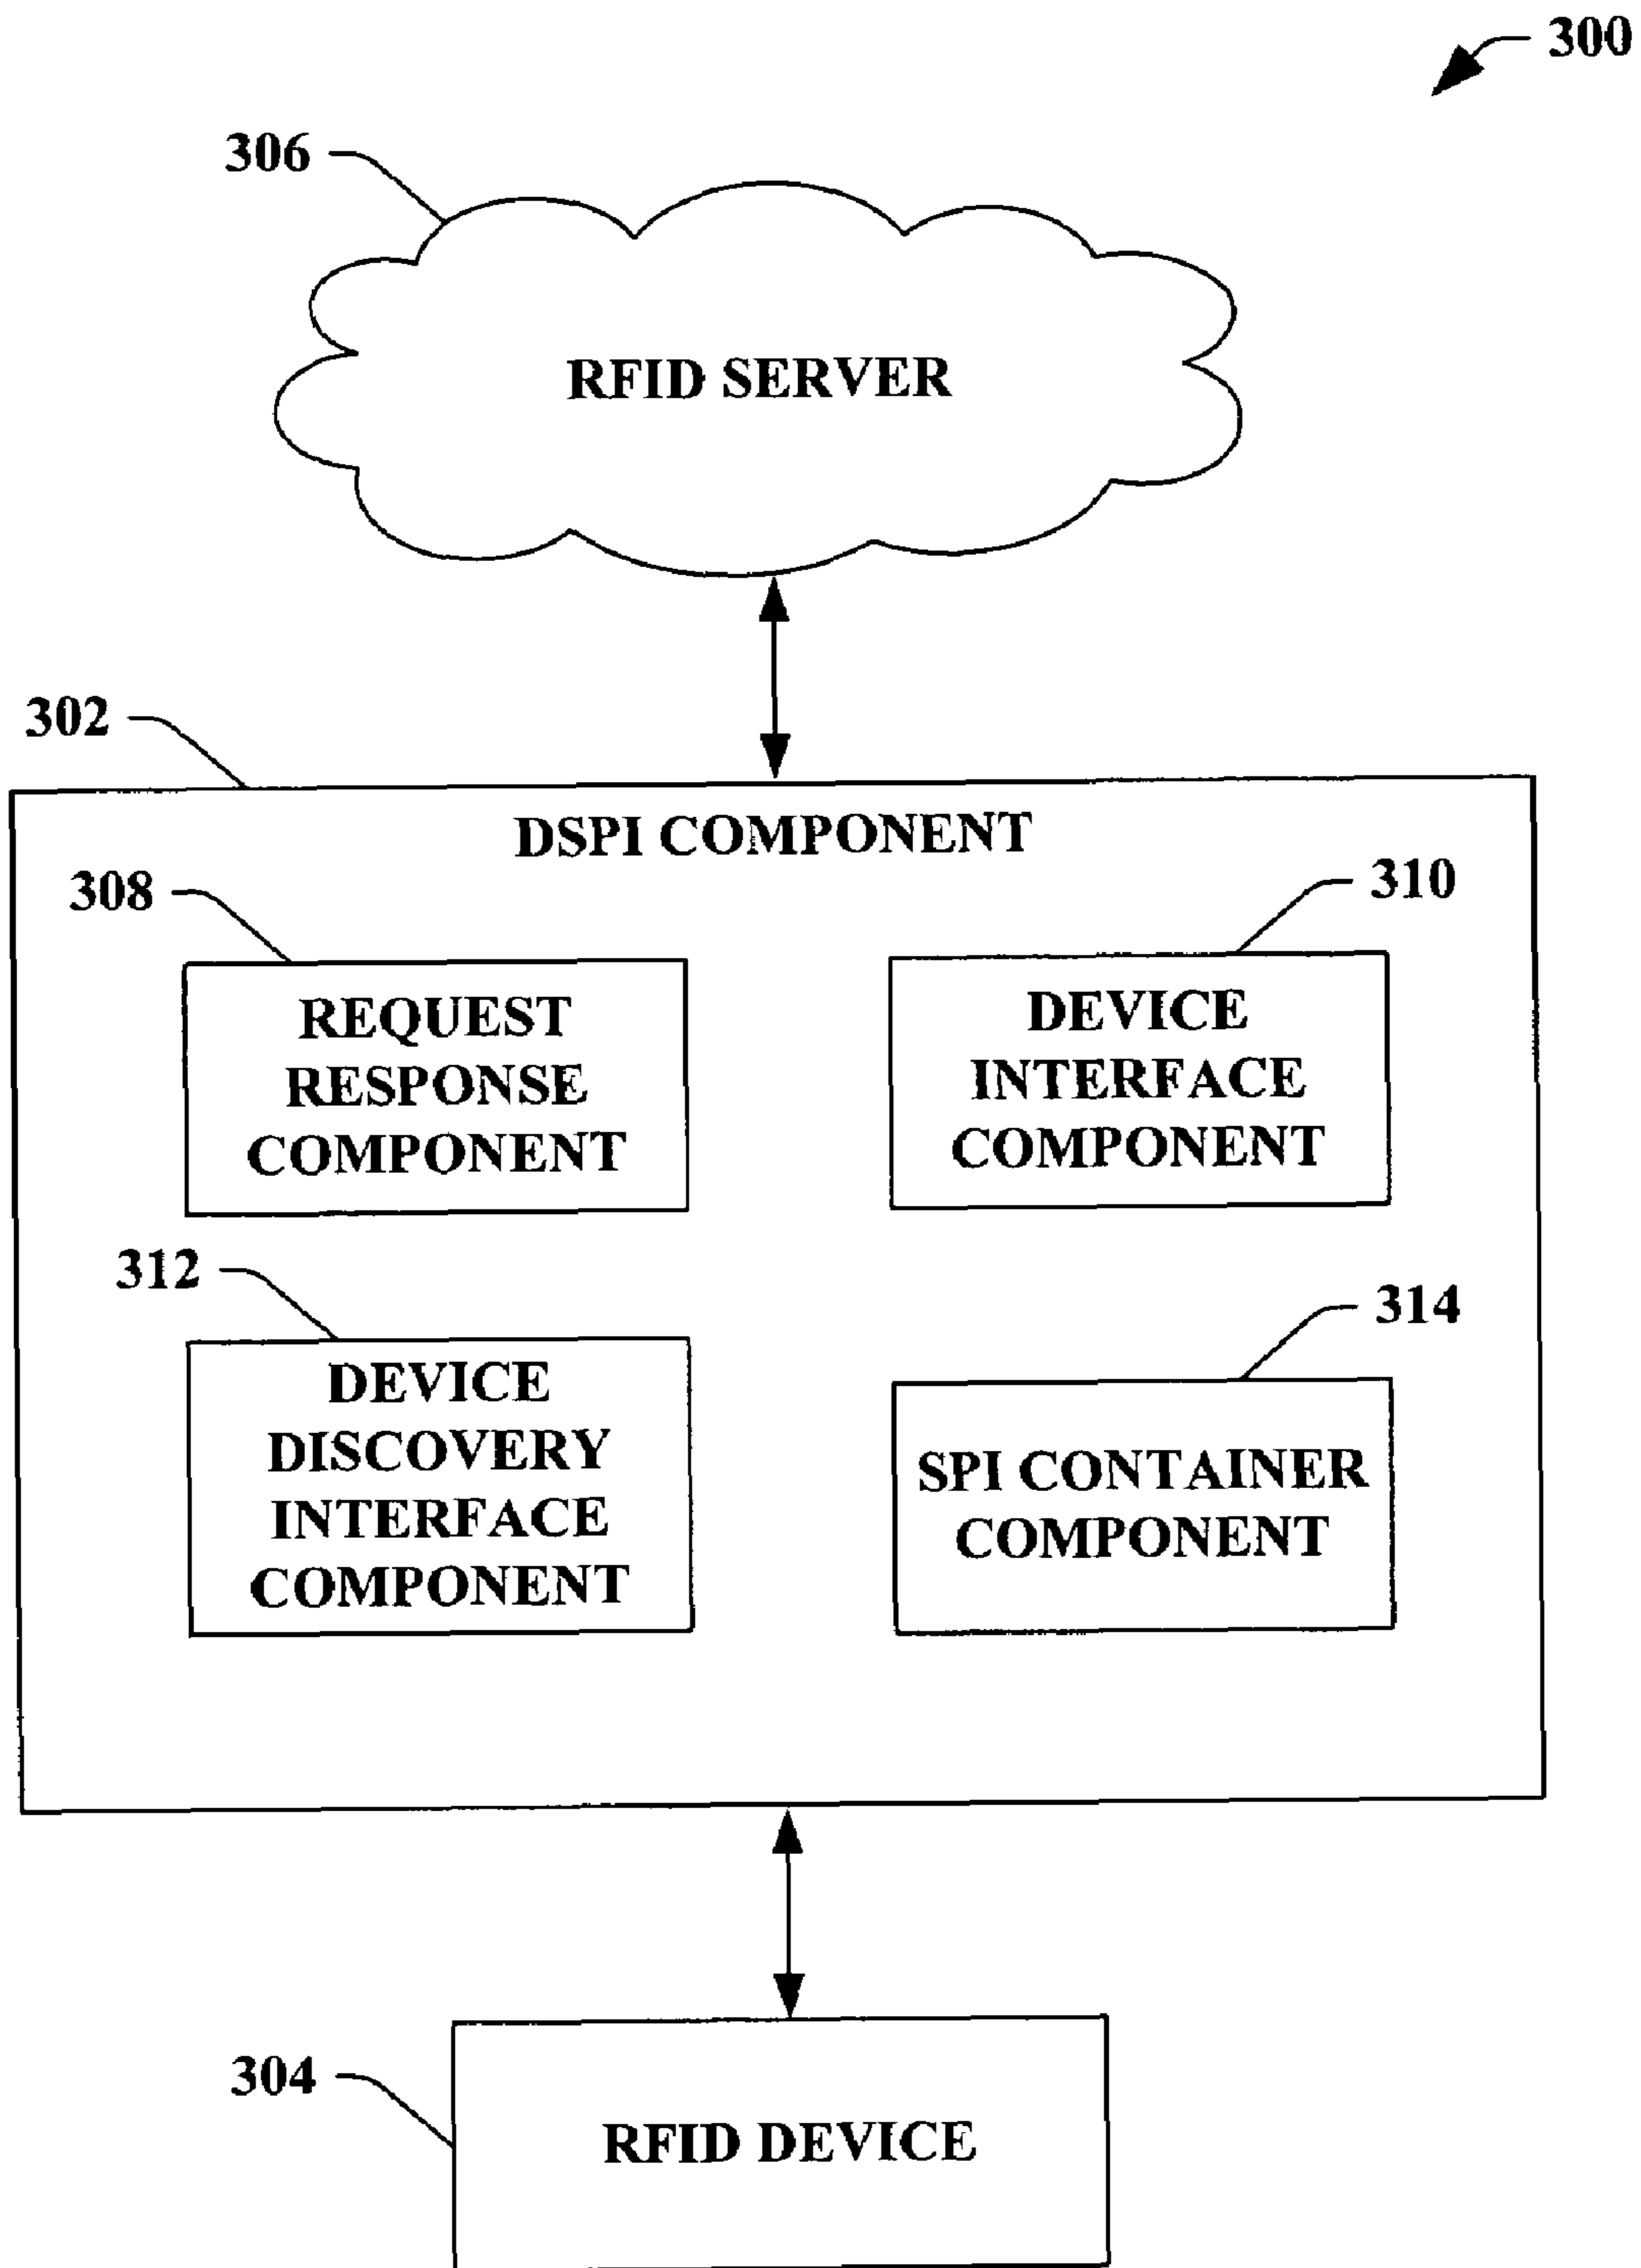 300
306
RFID SERVER
302
DSPI COMPONENT
308
310
REQUEST
RESPONSE
COMPONENT
DEVICE
INTERFACE
COMPONENT
312
314
DEVICE
DISCOVERY
INTERFACE
COMPONENT
SPI CONTAINER
COMPONENT
304
RFID DEVICE